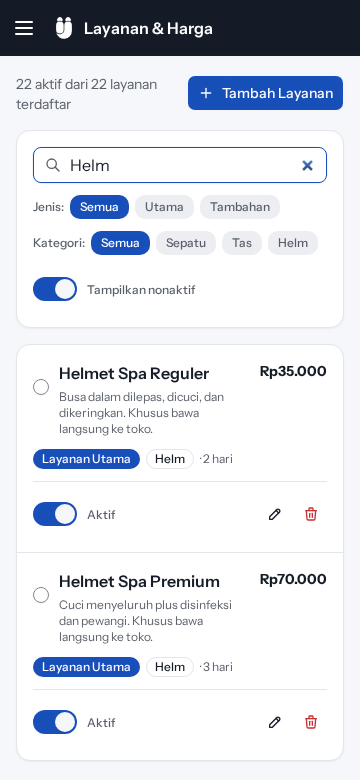 Layanan & Harga
22 aktif dari 22 layanan
terdaftar
Tambah Layanan
Helm
Jenis: Semua Utama Tambahan
Kategori: Semua Sepatu Tas Helm
Tampilkan nonaktif
Helmet Spa Reguler Rp35.000
Busa dalam dilepas, dicuci, dan
dikeringkan. Khusus bawa
langsung ke toko.
Layanan Utama Helm ·2 hari
Aktif
Helmet Spa Premium Rp70.000
Cuci menyeluruh plus disinfeksi
dan pewangi. Khusus bawa
langsung ke toko.
Layanan Utama Helm ·3 hari
Aktif